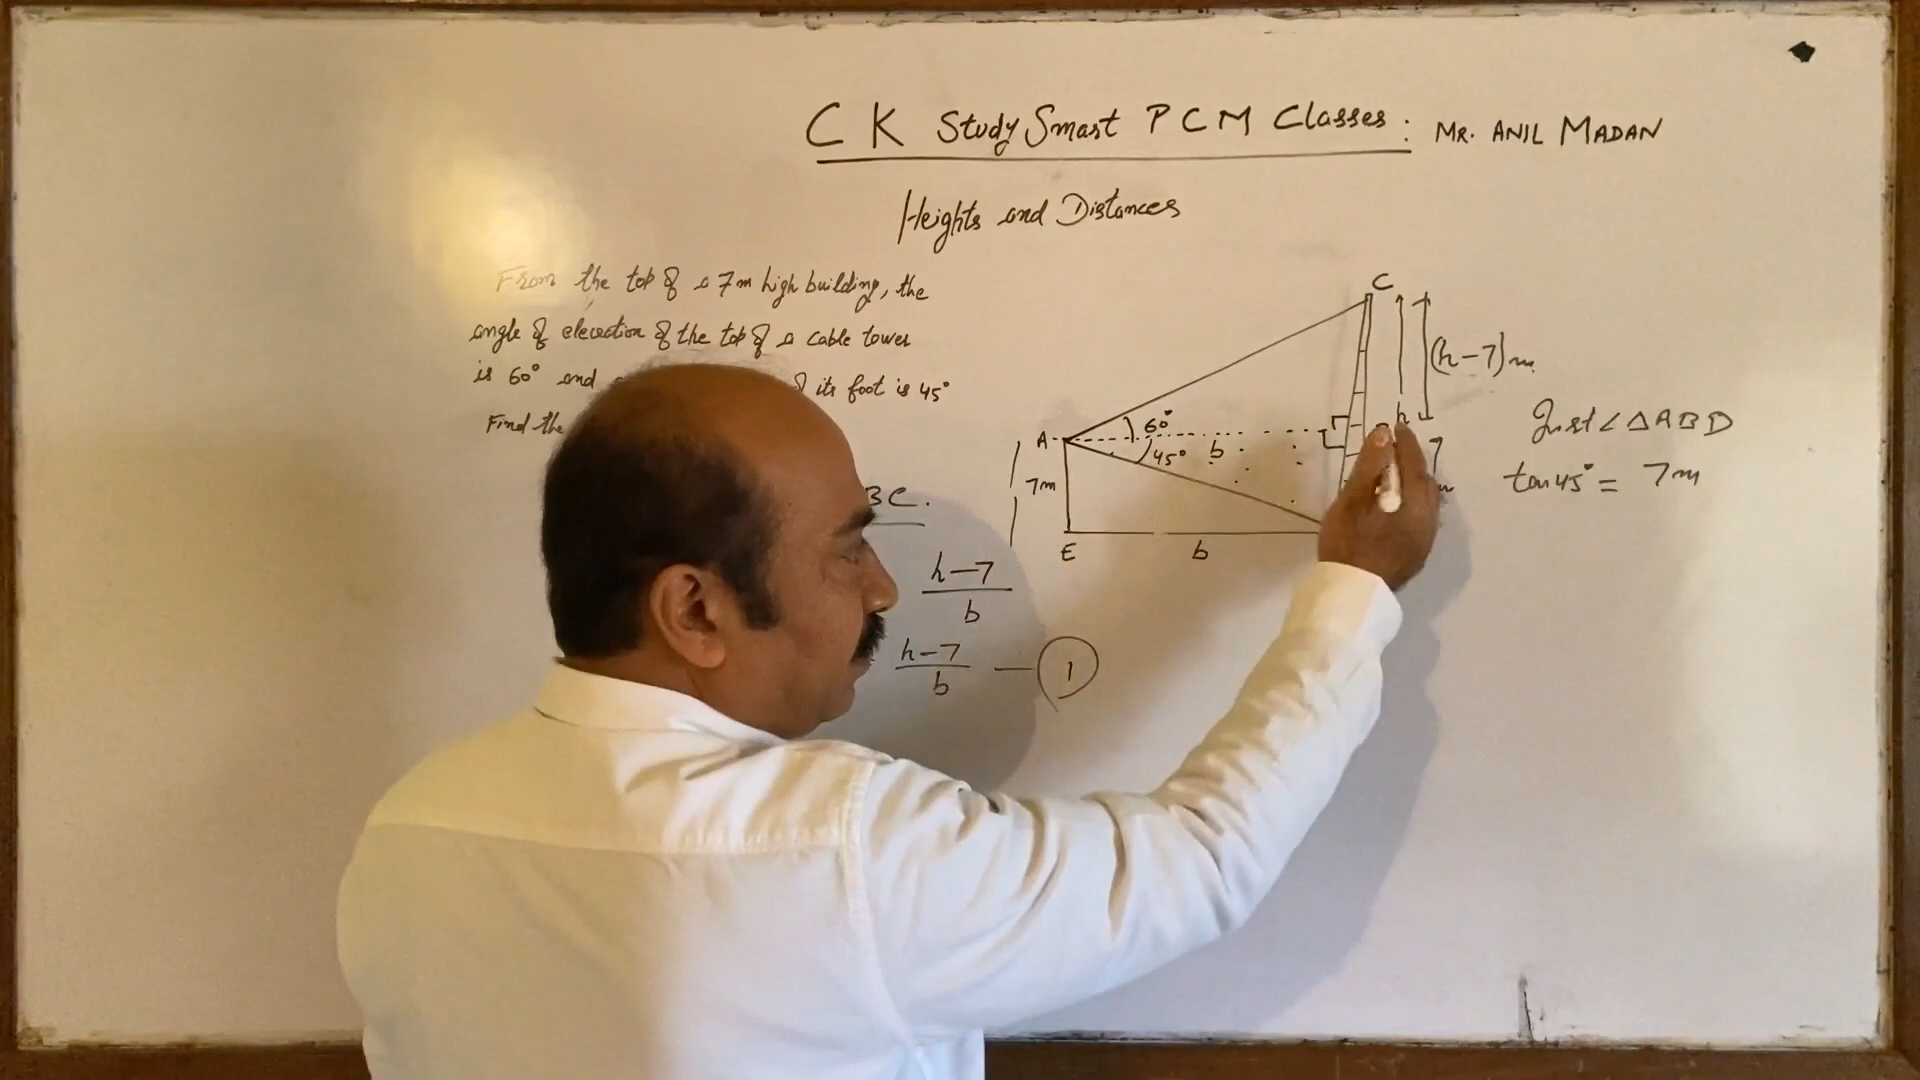 C K Study Smart P C M Classes : MR. ANIL MADAN
Heights and Distances
From the top of a 7m high building, the
angle of elevation of the top of a cable tower
is 60° and its foot is 45°
Find the
BC.
h-7
b
h-7
b
1
C
(h-7)m
h
A
60°
45°
b
7m
7
E
b
In rt∠ △ABD
tan45° = 7m